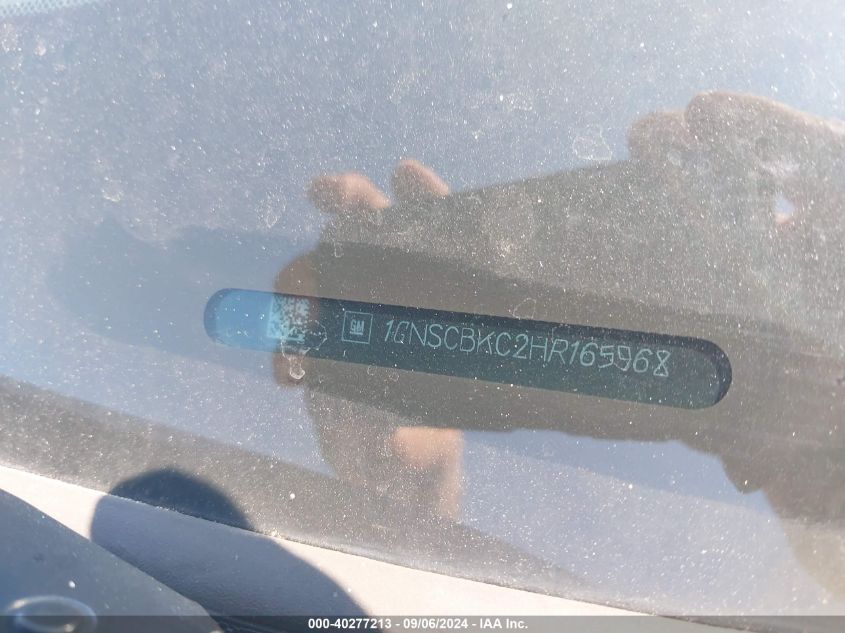 GM 1GNSCBKC2HR165968
000-40277213 - 09/06/2024 - IAA Inc.